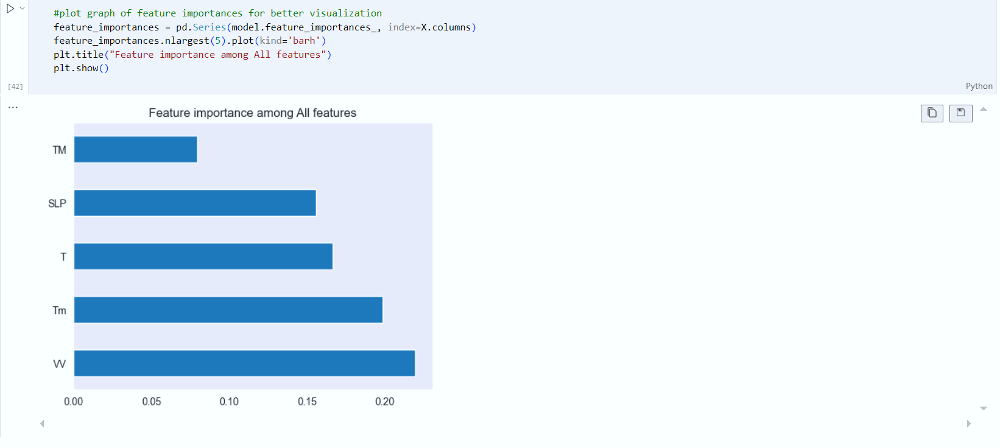 #plot graph of feature importances for better visualization
feature_importances = pd.Series(model.feature_importances_, index=X.columns)
feature_importances.nlargest(5).plot(kind='barh')
plt.title("Feature importance among All features")
plt.show()
[42]
Python
...
Feature importance among All features
TM
SLP
T
Tm
VV
0.00 0.05 0.10 0.15 0.20